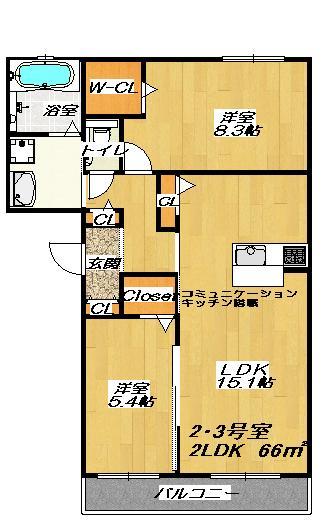 W-CL
浴室
洋室
8.3帖
トイレ
CL
CL
玄関
Closet
コミュニケーション
キッチン搭載
CL
LDK
15.1帖
洋室
5.4帖
2・3号室
2LDK 66㎡
バルコニー